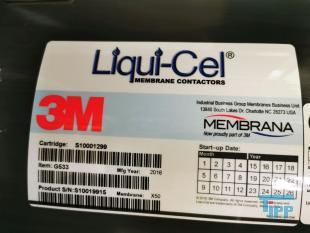 Liqui-Cel®
MEMBRANE CONTACTORS
3M
Industrial Business Group Membranes Business Unit
13840 South Lakes Dr. Charlotte NC 28273 USA
MEMBRANA
Now proudly part of 3M
Cartridge: S10001299
Item: G533
Mfg Year: 2016
Product S/N: S10019915
Membrane: X50
Start-up Date:
Month Year
1 2 3 4 15 16 17 18
5 6 7 8 19 20 21 22
9 10 11 12 23
TIPP